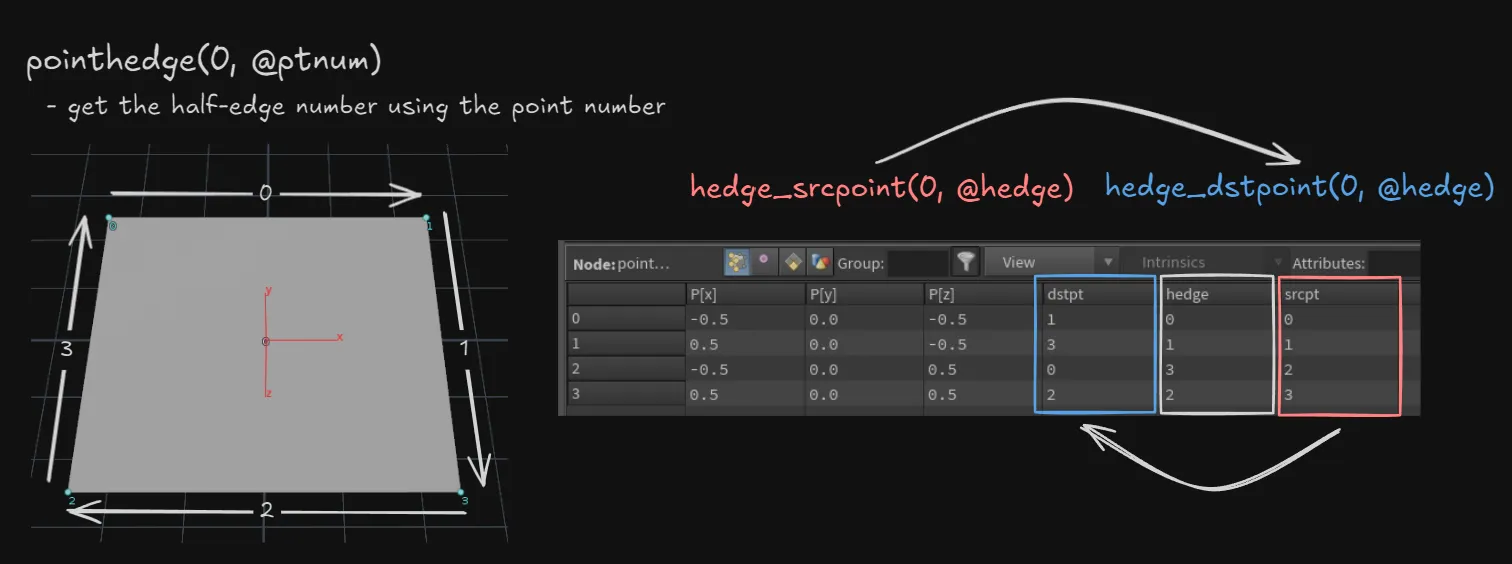 pointhedge(0, @ptnum)
- get the half-edge number using the point number
hedge_srcpoint(0, @hedge) hedge_dstpoint(0, @hedge)
0
0 1
y
3 0 x 1
z
2 3
2
Node: point... Group: View Intrinsics Attributes:
P[x] P[y] P[z] dstpt hedge srcpt
0 -0.5 0.0 -0.5 1 0 0
1 0.5 0.0 -0.5 3 1 1
2 -0.5 0.0 0.5 0 3 2
3 0.5 0.0 0.5 2 2 3